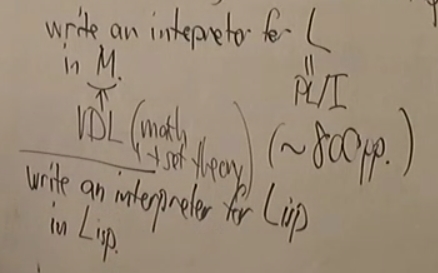 write an intepretor for L
in M.
=
↑
PL/I
VDL (math + set theory) (~800pp.)
write an interpreter for Lisp
in Lisp.